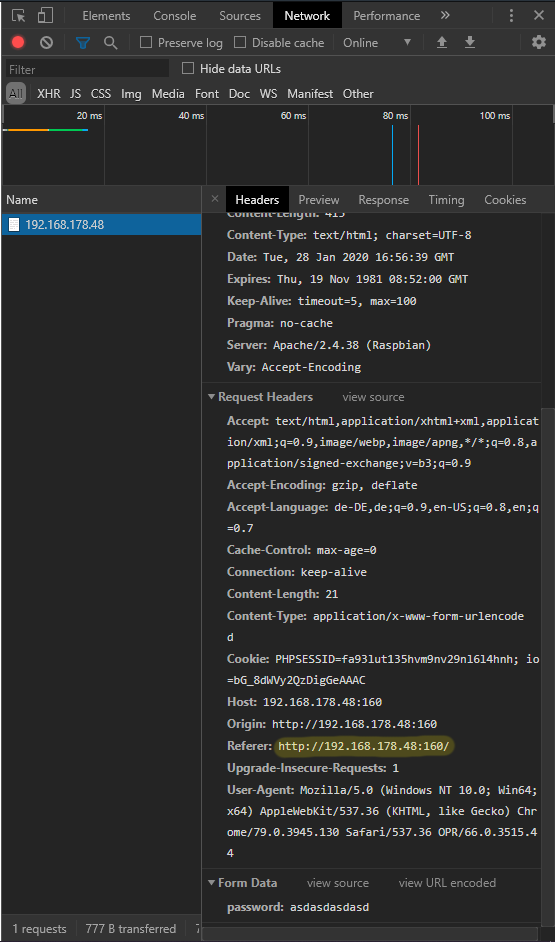 Elements Console Sources Network Performance »
Preserve log Disable cache Online
Filter Hide data URLs
All XHR JS CSS Img Media Font Doc WS Manifest Other
20 ms 40 ms 60 ms 80 ms 100 ms
Name × Headers Preview Response Timing Cookies
192.168.178.48
Content-Length: 415
Content-Type: text/html; charset=UTF-8
Date: Tue, 28 Jan 2020 16:56:39 GMT
Expires: Thu, 19 Nov 1981 08:52:00 GMT
Keep-Alive: timeout=5, max=100
Pragma: no-cache
Server: Apache/2.4.38 (Raspbian)
Vary: Accept-Encoding
Request Headers view source
Accept: text/html,application/xhtml+xml,applicat
ion/xml;q=0.9,image/webp,image/apng,*/*;q=0.8,a
pplication/signed-exchange;v=b3;q=0.9
Accept-Encoding: gzip, deflate
Accept-Language: de-DE,de;q=0.9,en-US;q=0.8,en;q
=0.7
Cache-Control: max-age=0
Connection: keep-alive
Content-Length: 21
Content-Type: application/x-www-form-urlencode
d
Cookie: PHPSESSID=fa93lut135hvm9nv29nl6l4hnh; io
=bG_8dWVy2QzDigGeAAAC
Host: 192.168.178.48:160
Origin: http://192.168.178.48:160
Referer: http://192.168.178.48:160/
Upgrade-Insecure-Requests: 1
User-Agent: Mozilla/5.0 (Windows NT 10.0; Win64;
x64) AppleWebKit/537.36 (KHTML, like Gecko) Chr
ome/79.0.3945.130 Safari/537.36 OPR/66.0.3515.4
4
Form Data view source view URL encoded
password: asdasdasdasd
1 requests 777 B transferred